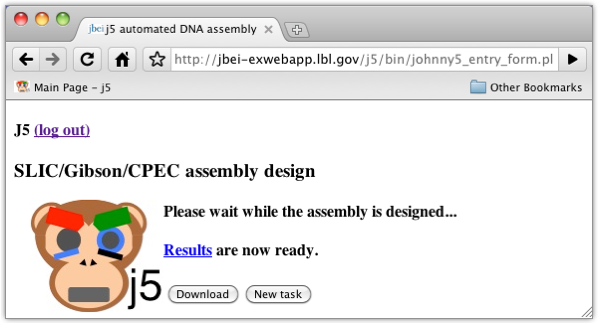 jbei j5 automated DNA assembly
http://jbei-exwebapp.lbl.gov/j5/bin/johnny5_entry_form.pl
Main Page - j5
Other Bookmarks
J5 (log out)
SLIC/Gibson/CPEC assembly design
Please wait while the assembly is designed...
Results are now ready.
j5
Download
New task